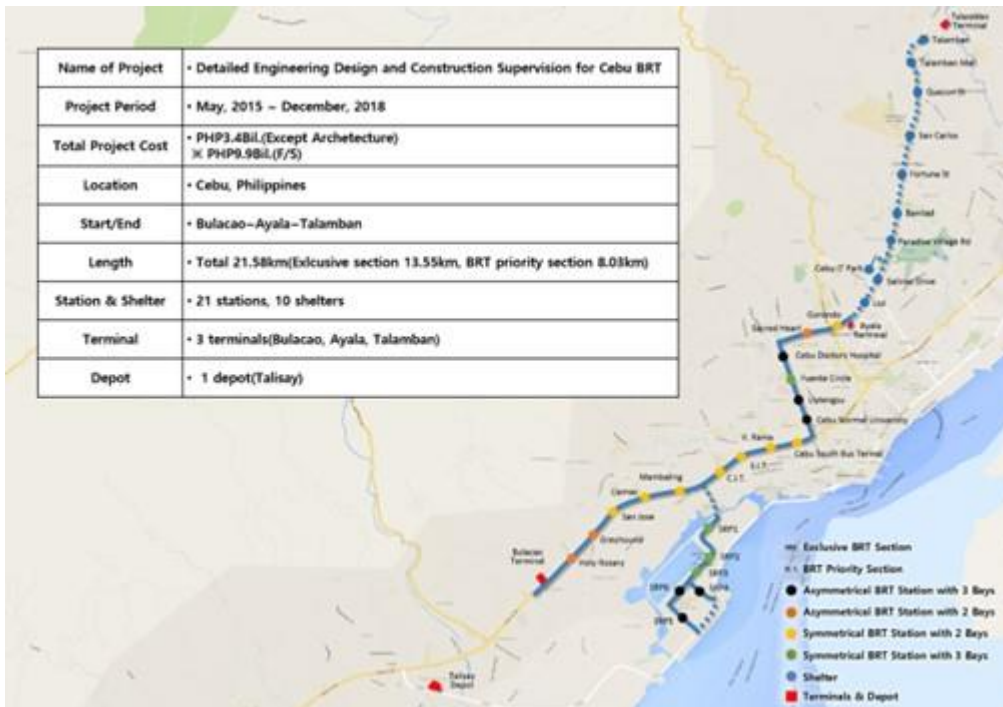 Name of Project
• Detailed Engineering Design and Construction Supervision for Cebu BRT
Project Period
• May, 2015 ~ December, 2018
Total Project Cost
• PHP3.4Bil.(Except Archetecture)
※ PHP9.9Bil.(F/S)
Location
• Cebu, Philippines
Start/End
• Bulacao~Ayala~Talamban
Length
• Total 21.58km(Exlcusive section 13.55km, BRT priority section 8.03km)
Station & Shelter
• 21 stations, 10 shelters
Terminal
• 3 terminals(Bulacao, Ayala, Talamban)
Depot
• 1 depot(Talisay)
Talamban
Terminal
Talamban
Talamban Mall
San Carlos
Fortune St
Banilad
Paradise Village Rd
Cebu IT Park
Salinas Drive
Gorordo
Ayala
Terminal
Sacred Heart
Cebu Doctors Hospital
Fuente Circle
Cebu Normal University
V. Rama
Cebu South Bus Termal
C.I.T.
Mambaling
San Jose
Greyhound
Holy Rosary
Bulacao
Terminal
SRP1
SRP2
SRP3
SRP4
SRP5
SRP6
Talisay
Depot
Exclusive BRT Section
BRT Priority Section
Asymmetrical BRT Station with 3 Bays
Asymmetrical BRT Station with 2 Bays
Symmetrical BRT Station with 2 Bays
Symmetrical BRT Station with 3 Bays
Shelter
Terminals & Depot